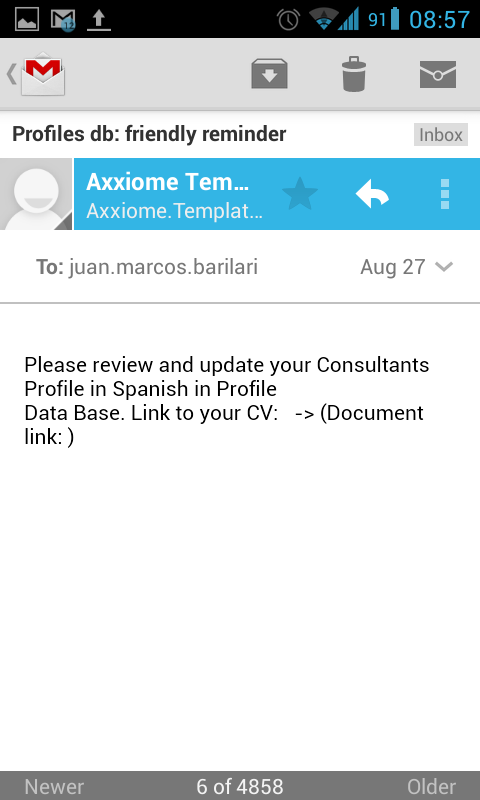 12
91
08:57
Profiles db: friendly reminder
Inbox
Axxiome Tem...
Axxiome.Templat...
To: juan.marcos.barilari
Aug 27
Please review and update your Consultants
Profile in Spanish in Profile
Data Base. Link to your CV:   -> (Document
link: )
Newer
6 of 4858
Older